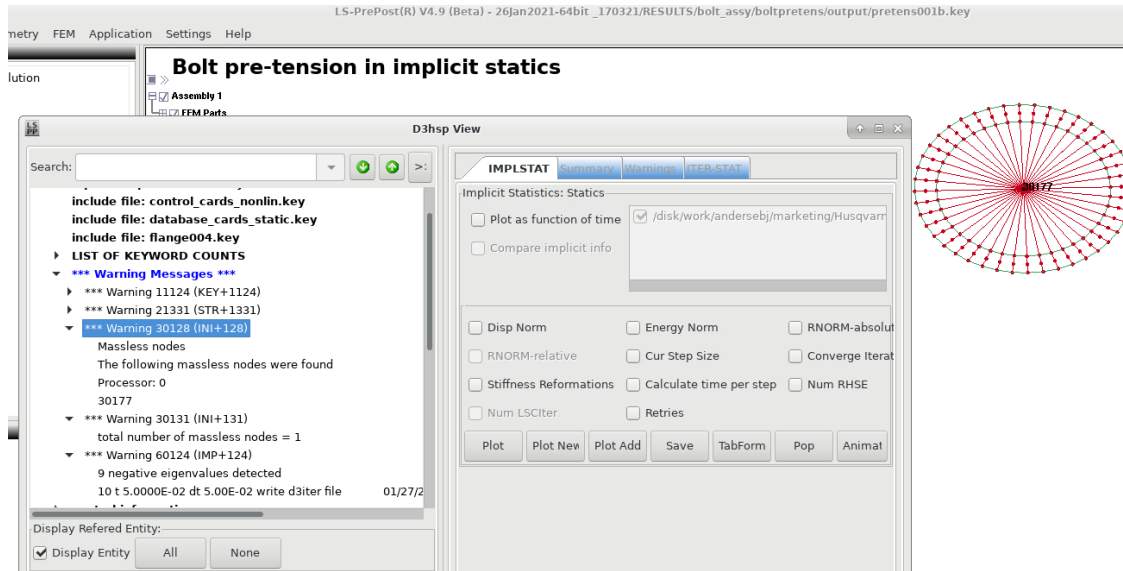 LS-PrePost(R) V4.9 (Beta) - 26Jan2021-64bit _170321/RESULTS/bolt_assy/boltpretens/output/pretens001b.key
metry FEM Application Settings Help
lution
Bolt pre-tension in implicit statics
Assembly 1
FEM Parts
LS PP
D3hsp View
Search:
>:
include file: control_cards_nonlin.key
include file: database_cards_static.key
include file: flange004.key
LIST OF KEYWORD COUNTS
*** Warning Messages ***
*** Warning 11124 (KEY+1124)
*** Warning 21331 (STR+1331)
*** Warning 30128 (INI+128)
Massless nodes
The following massless nodes were found
Processor: 0
30177
*** Warning 30131 (INI+131)
total number of massless nodes = 1
*** Warning 60124 (IMP+124)
9 negative eigenvalues detected
10 t 5.0000E-02 dt 5.00E-02 write d3iter file 01/27/2
Display Refered Entity:
Display Entity All None
IMPLSTAT Summary Warnings ITER-STAT
Implicit Statistics: Statics
Plot as function of time
/disk/work/andersebj/marketing/Husqvarn
Compare implicit info
Disp Norm Energy Norm RNORM-absolut
RNORM-relative Cur Step Size Converge Iterat
Stiffness Reformations Calculate time per step Num RHSE
Num LSCIter Retries
Plot Plot New Plot Add Save TabForm Pop Animat
30177